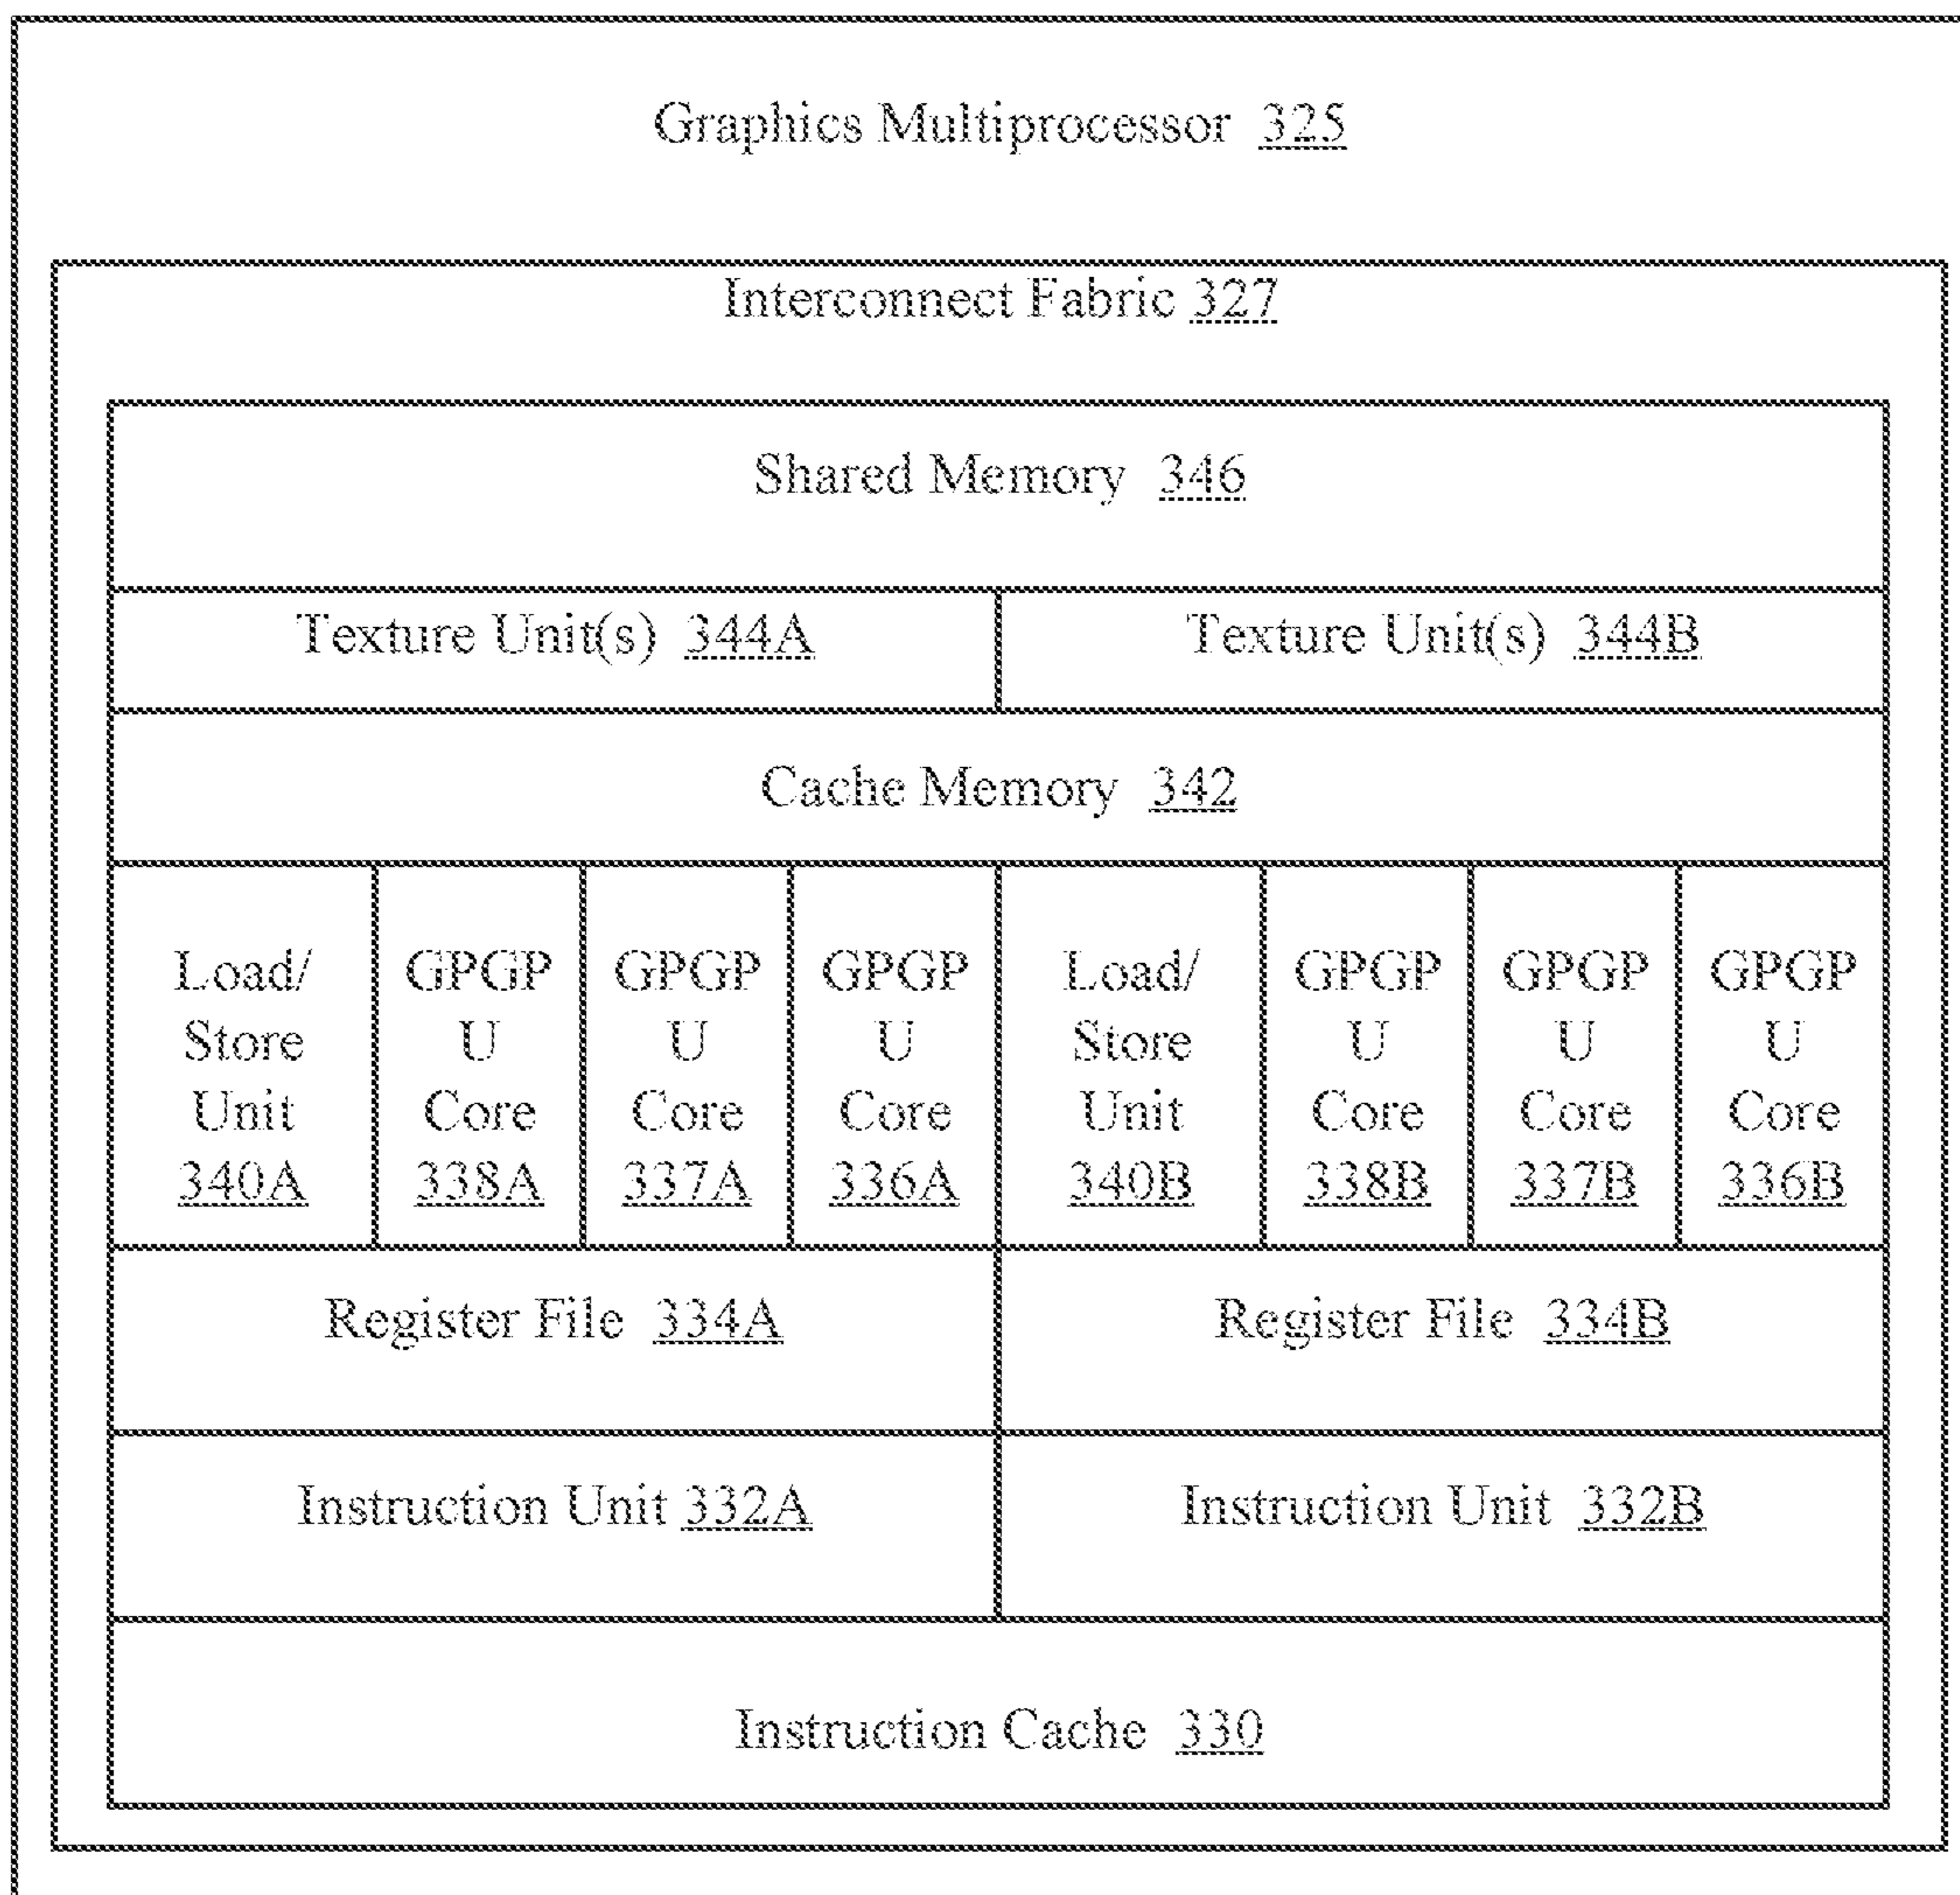 Graphics Multiprocessor 325
Interconnect Fabric 327
Shared Memory 346
Texture Unit(s) 344A
Texture Unit(s) 344B
Cache Memory 342
Load/
Store
Unit
340A
GPGP
U
Core
338A
GPGP
U
Core
337A
GPGP
U
Core
336A
Load/
Store
Unit
340B
GPGP
U
Core
338B
GPGP
U
Core
337B
GPGP
U
Core
336B
Register File 334A
Register File 334B
Instruction Unit 332A
Instruction Unit 332B
Instruction Cache 330